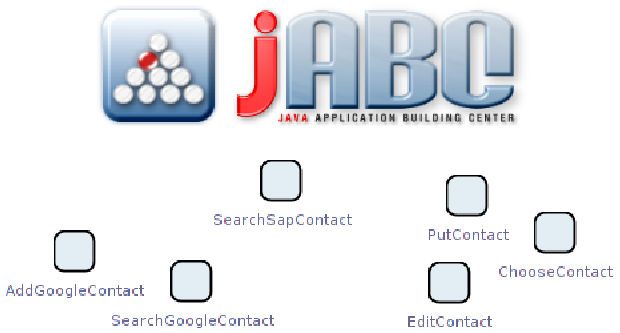 jABC
JAVA APPLICATION BUILDING CENTER
SearchSapContact
PutContact
ChooseContact
AddGoogleContact
SearchGoogleContact
EditContact